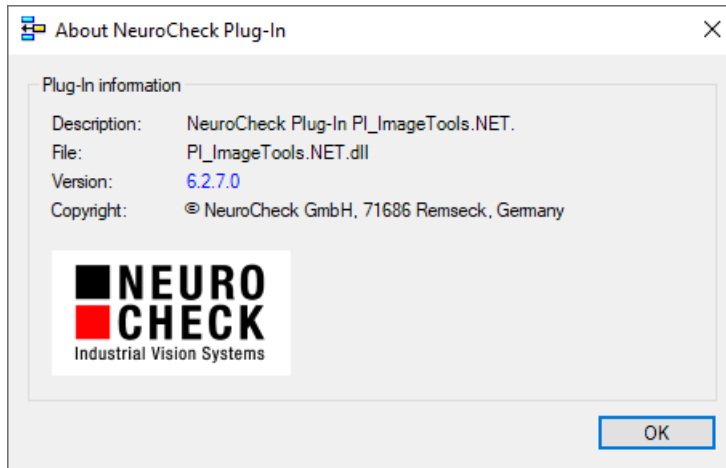 About NeuroCheck Plug-In
Plug-In information
Description: NeuroCheck Plug-In PI_ImageTools.NET.
File: PI_ImageTools.NET.dll
Version: 6.2.7.0
Copyright: © NeuroCheck GmbH, 71686 Remseck, Germany
NEURO
CHECK
Industrial Vision Systems
OK